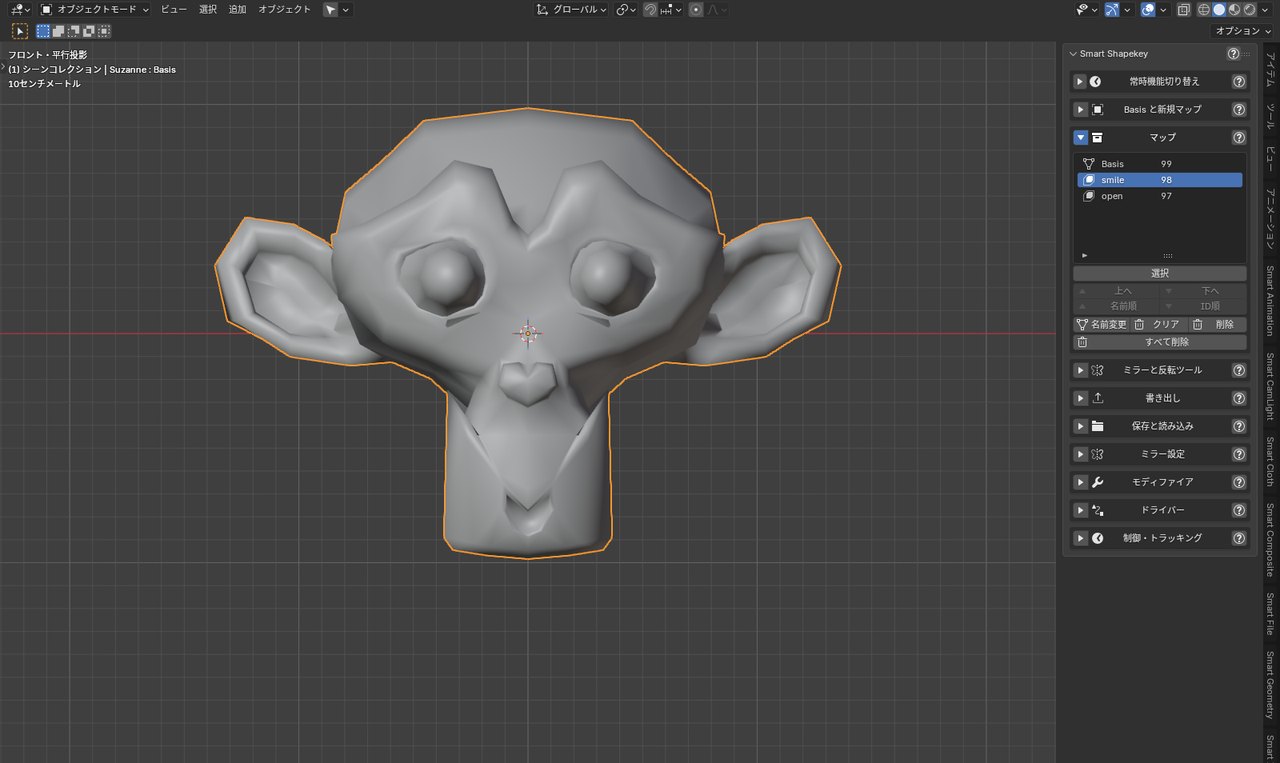 オブジェクトモード ビュー 選択 追加 オブジェクト グローバル
オプション
フロント・平行投影
(1) シーンコレクション | Suzanne : Basis
10センチメートル
Smart Shapekey
常時機能切り替え
Basis と新規マップ
マップ
Basis 99
smile 98
open 97
選択
上へ 下へ
名前順 ID順
名前変更 クリア 削除
すべて削除
ミラーと反転ツール
書き出し
保存と読み込み
ミラー設定
モディファイア
ドライバー
制御・トラッキング
アイテム
ツール
ビュー
アニメーション
Smart Animation
Smart CamLight
Smart Cloth
Smart Composite
Smart File
Smart Geometry
Smart